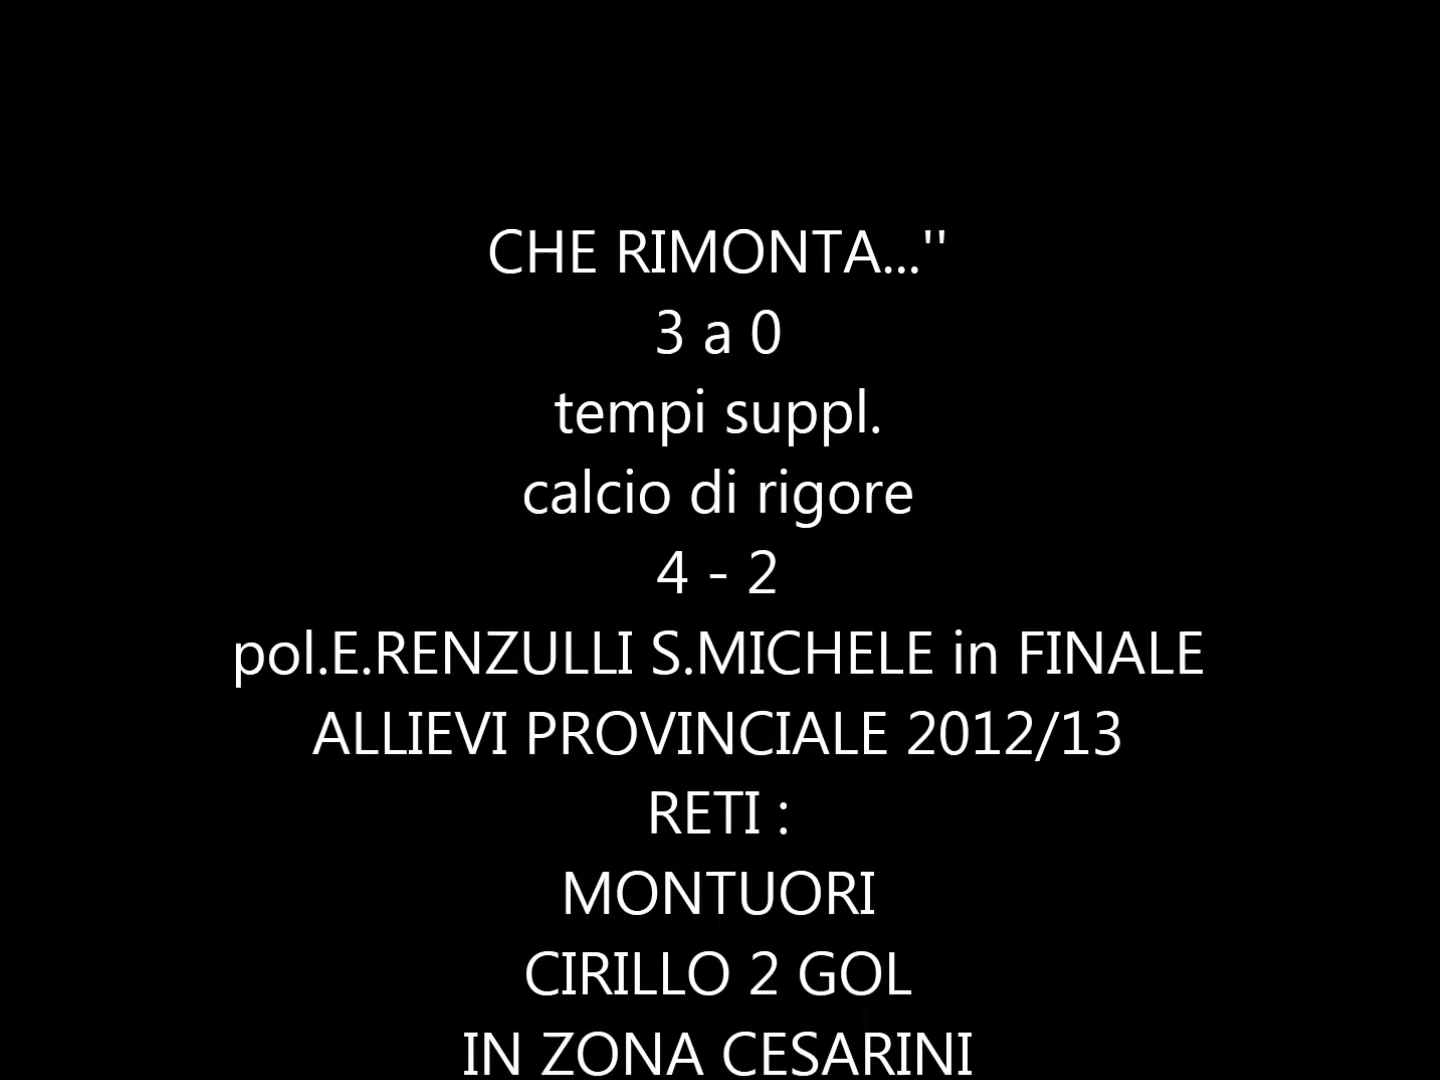 CHE RIMONTA...''
3 a 0
tempi suppl.
calcio di rigore
4 - 2
pol.E.RENZULLI S.MICHELE in FINALE
ALLIEVI PROVINCIALE 2012/13
RETI :
MONTUORI
CIRILLO 2 GOL
IN ZONA CESARINI